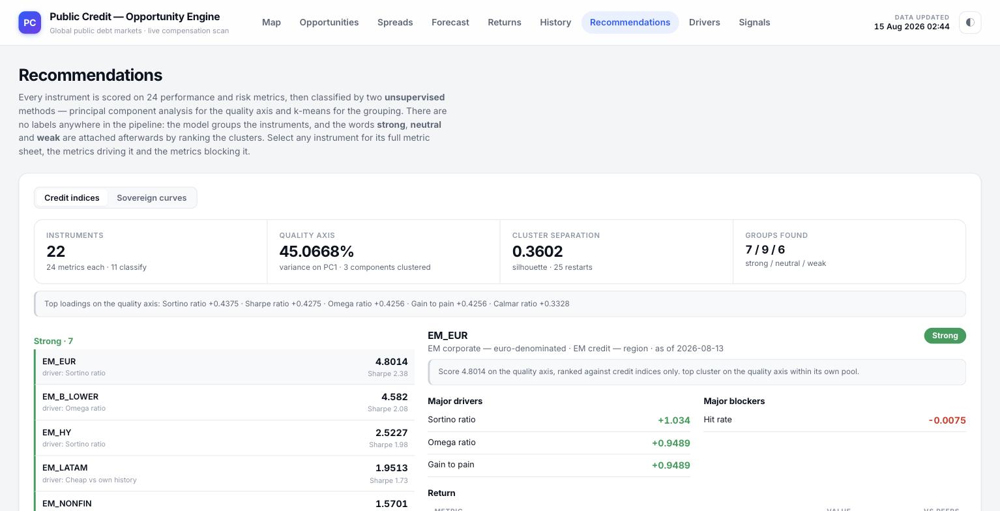 PC
Public Credit — Opportunity Engine
Global public debt markets · live compensation scan
Map
Opportunities
Spreads
Forecast
Returns
History
Recommendations
Drivers
Signals
DATA UPDATED
15 Aug 2026 02:44
Recommendations
Every instrument is scored on 24 performance and risk metrics, then classified by two unsupervised
methods — principal component analysis for the quality axis and k-means for the grouping. There are
no labels anywhere in the pipeline: the model groups the instruments, and the words strong, neutral
and weak are attached afterwards by ranking the clusters. Select any instrument for its full metric
sheet, the metrics driving it and the metrics blocking it.
Credit indices
Sovereign curves
INSTRUMENTS
22
24 metrics each · 11 classify
QUALITY AXIS
45.0668%
variance on PC1 · 3 components clustered
CLUSTER SEPARATION
0.3602
silhouette · 25 restarts
GROUPS FOUND
7 / 9 / 6
strong / neutral / weak
Top loadings on the quality axis: Sortino ratio +0.4375 · Sharpe ratio +0.4275 · Omega ratio +0.4256 · Gain to pain +0.4256 · Calmar ratio +0.3328
Strong · 7
EM_EUR
4.8014
driver: Sortino ratio
Sharpe 2.38
EM_B_LOWER
4.582
driver: Omega ratio
Sharpe 2.08
EM_HY
2.5227
driver: Sortino ratio
Sharpe 1.98
EM_LATAM
1.9513
driver: Cheap vs own history
Sharpe 1.73
EM_NONFIN
1.5701
EM_EUR
Strong
EM corporate — euro-denominated · EM credit — region · as of 2026-08-13
Score 4.8014 on the quality axis, ranked against credit indices only. top cluster on the quality axis within its own pool.
Major drivers
Sortino ratio
+1.034
Omega ratio
+0.9489
Gain to pain
+0.9489
Major blockers
Hit rate
-0.0075
Return
METRIC
VALUE
VS PEERS